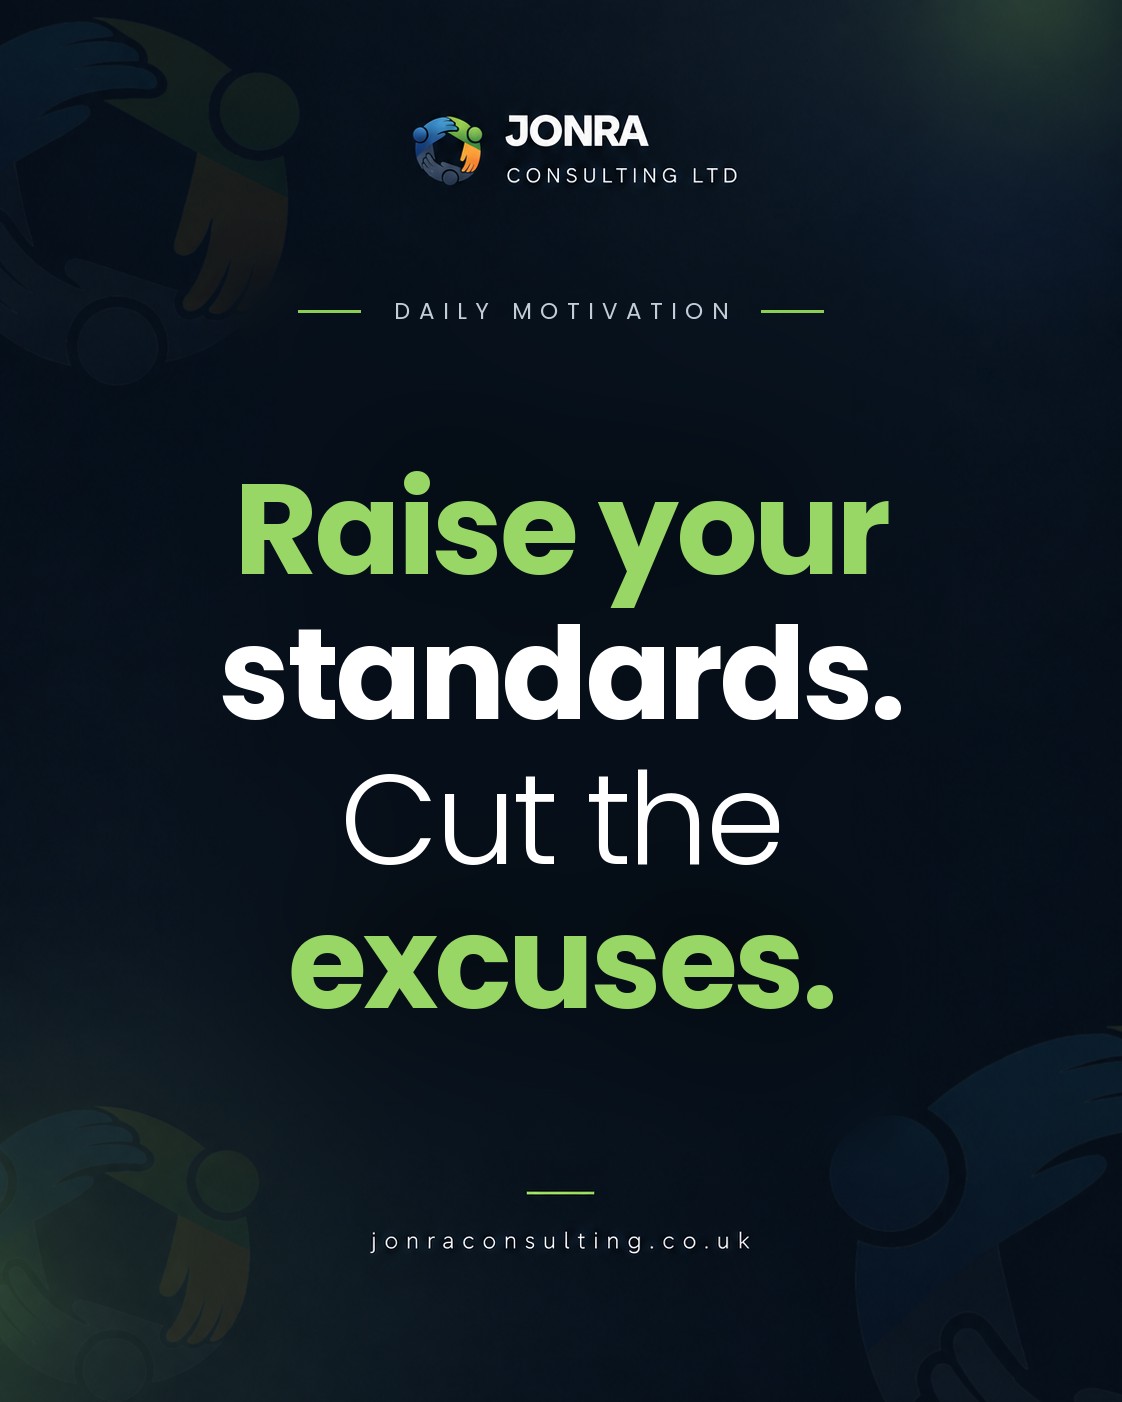 JONRA
CONSULTING LTD
DAILY MOTIVATION
Raise your
standards.
Cut the
excuses.
jonraconsulting.co.uk